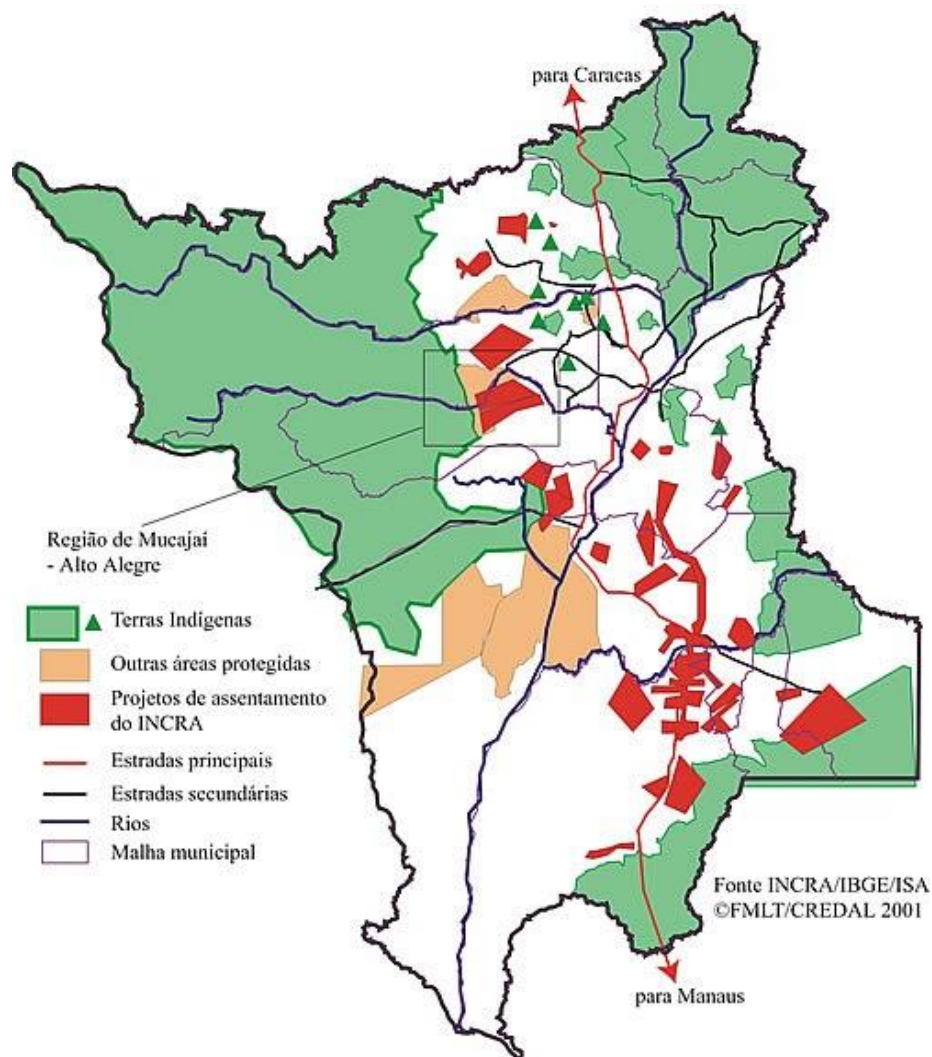 para Caracas
Região de Mucajaí
- Alto Alegre
Terras Indígenas
Outras áreas protegidas
Projetos de assentamento
do INCRA
Estradas principais
Estradas secundárias
Rios
Malha municipal
Fonte INCRA/IBGE/ISA
©FMLT/CREDAL 2001
para Manaus